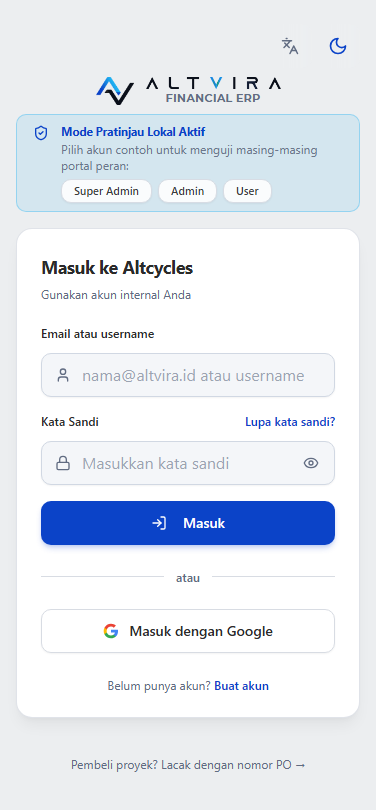 ALTVIRA
FINANCIAL ERP
Mode Pratinjau Lokal Aktif
Pilih akun contoh untuk menguji masing-masing
portal peran:
Super Admin Admin User
Masuk ke Altcycles
Gunakan akun internal Anda
Email atau username
nama@altvira.id atau username
Kata Sandi Lupa kata sandi?
Masukkan kata sandi
Masuk
atau
Masuk dengan Google
Belum punya akun? Buat akun
Pembeli proyek? Lacak dengan nomor PO →